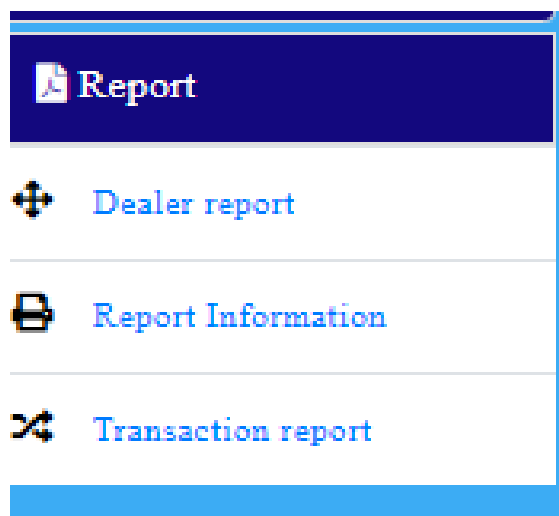 Report
Dealer report
Report Information
Transaction report